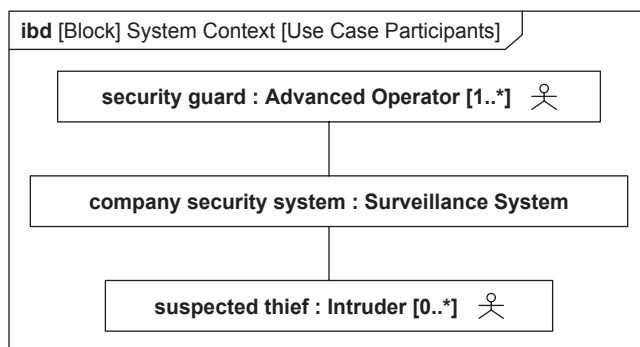 ibd [Block] System Context [Use Case Participants]
security guard : Advanced Operator [1..*]
company security system : Surveillance System
suspected thief : Intruder [0..*]